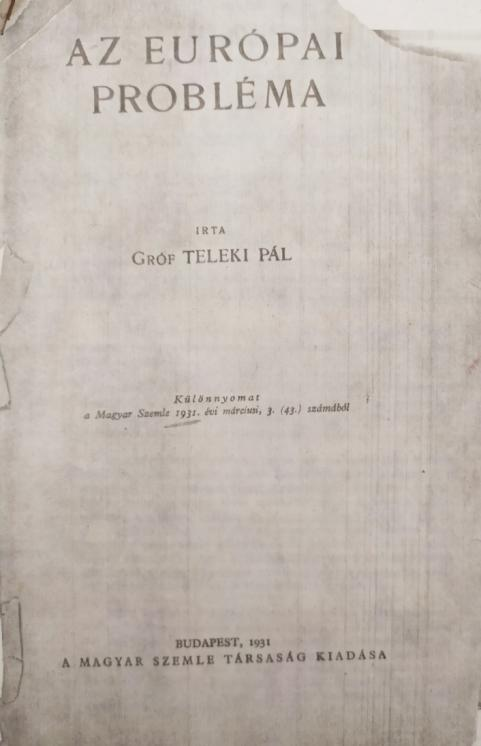 AZ EURÓPAI
PROBLÉMA
IRTA
GRÓF TELEKI PÁL
Különnyomat
a Magyar Szemle 1931. évi márciusi, 3. (43.) számából
BUDAPEST, 1931
A MAGYAR SZEMLE TÁRSASÁG KIADÁSA